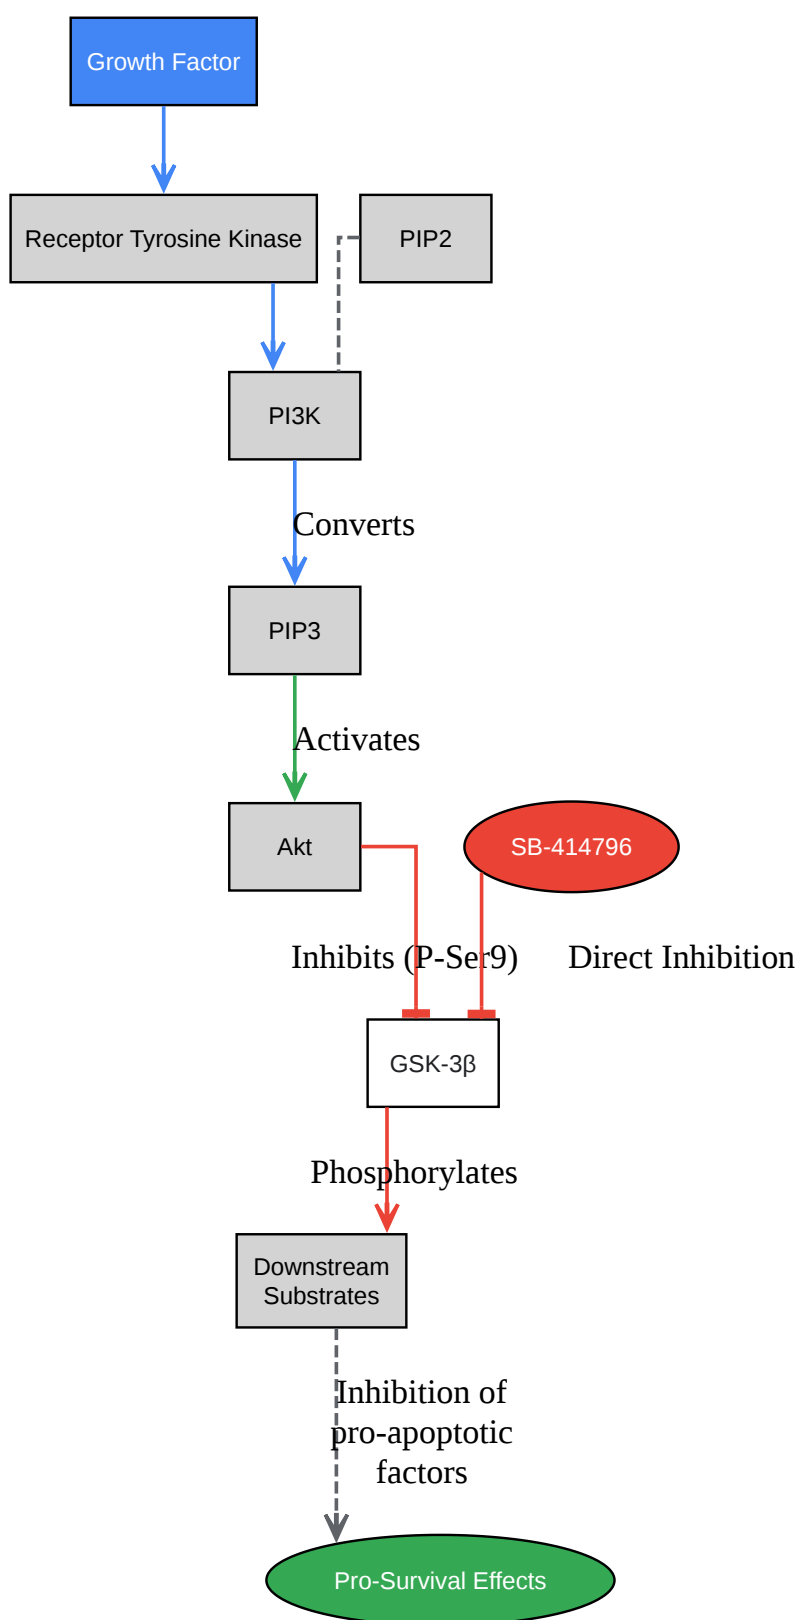 Growth Factor
Receptor Tyrosine Kinase
PIP2
PI3K
Converts
PIP3
Activates
Akt
SB-414796
Inhibits (P-Ser9)
Direct Inhibition
GSK-3β
Phosphorylates
Downstream
Substrates
Inhibition of
pro-apoptotic
factors
Pro-Survival Effects